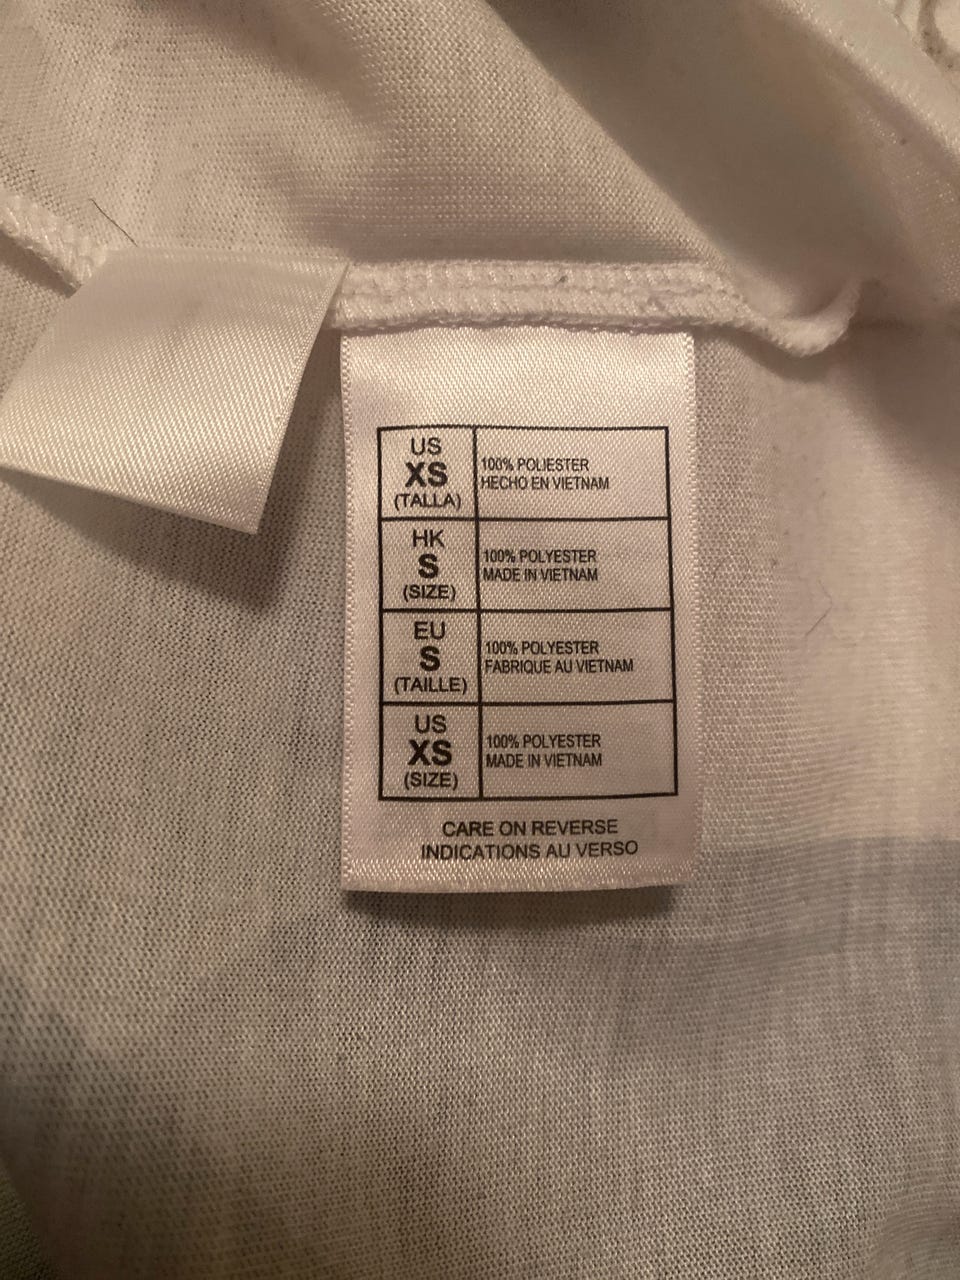 US
XS
(TALLA)
100% POLIESTER
HECHO EN VIETNAM
HK
S
(SIZE)
100% POLYESTER
MADE IN VIETNAM
EU
S
(TAILLE)
100% POLYESTER
FABRIQUE AU VIETNAM
US
XS
(SIZE)
100% POLYESTER
MADE IN VIETNAM
CARE ON REVERSE
INDICATIONS AU VERSO